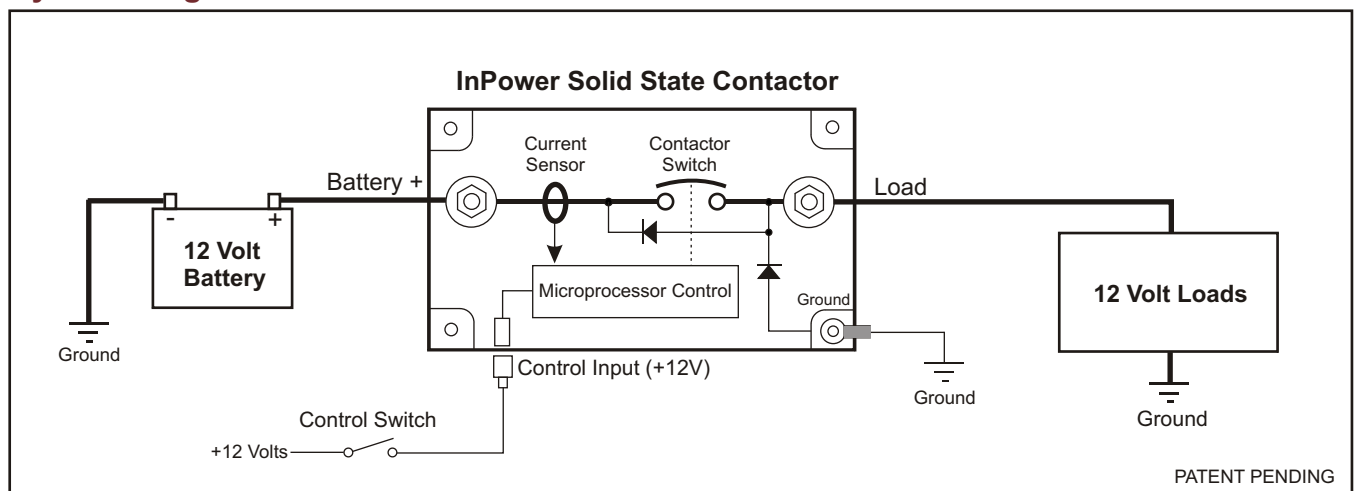 InPower Solid State Contactor
Current
Sensor
Contactor
Switch
Battery +
Load
- +
12 Volt
Battery
Microprocessor Control
Ground
12 Volt Loads
Ground
Control Input (+12V)
Ground
Ground
Control Switch
+12 Volts
PATENT PENDING